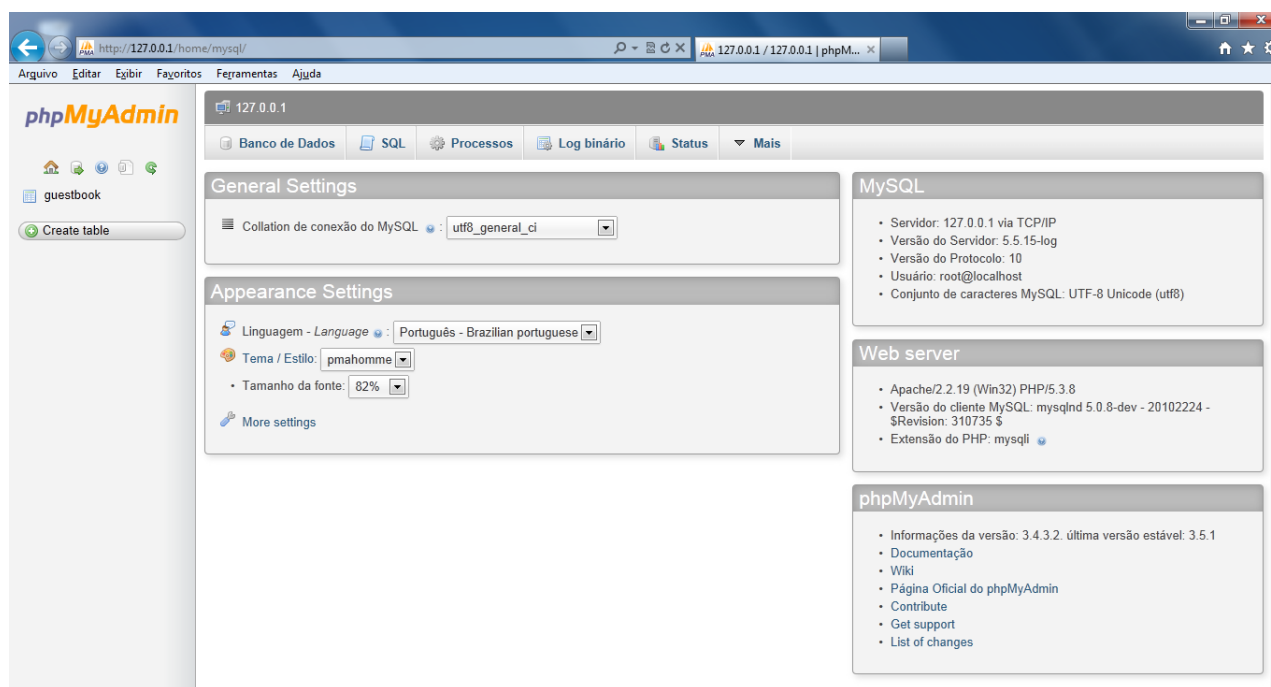 http://127.0.0.1/home/mysql/
127.0.0.1 / 127.0.0.1 | phpM...
Arquivo Editar Exibir Favoritos Ferramentas Ajuda
phpMyAdmin
guestbook
Create table
127.0.0.1
Banco de Dados SQL Processos Log binário Status Mais
General Settings
Collation de conexão do MySQL : utf8_general_ci
Appearance Settings
Linguagem - Language : Português - Brazilian portuguese
Tema / Estilo: pmahomme
• Tamanho da fonte: 82%
More settings
MySQL
• Servidor: 127.0.0.1 via TCP/IP
• Versão do Servidor: 5.5.15-log
• Versão do Protocolo: 10
• Usuário: root@localhost
• Conjunto de caracteres MySQL: UTF-8 Unicode (utf8)
Web server
• Apache/2.2.19 (Win32) PHP/5.3.8
• Versão do cliente MySQL: mysqlnd 5.0.8-dev - 20102224 -
$Revision: 310735 $
• Extensão do PHP: mysqli
phpMyAdmin
• Informações da versão: 3.4.3.2. última versão estável: 3.5.1
• Documentação
• Wiki
• Página Oficial do phpMyAdmin
• Contribute
• Get support
• List of changes